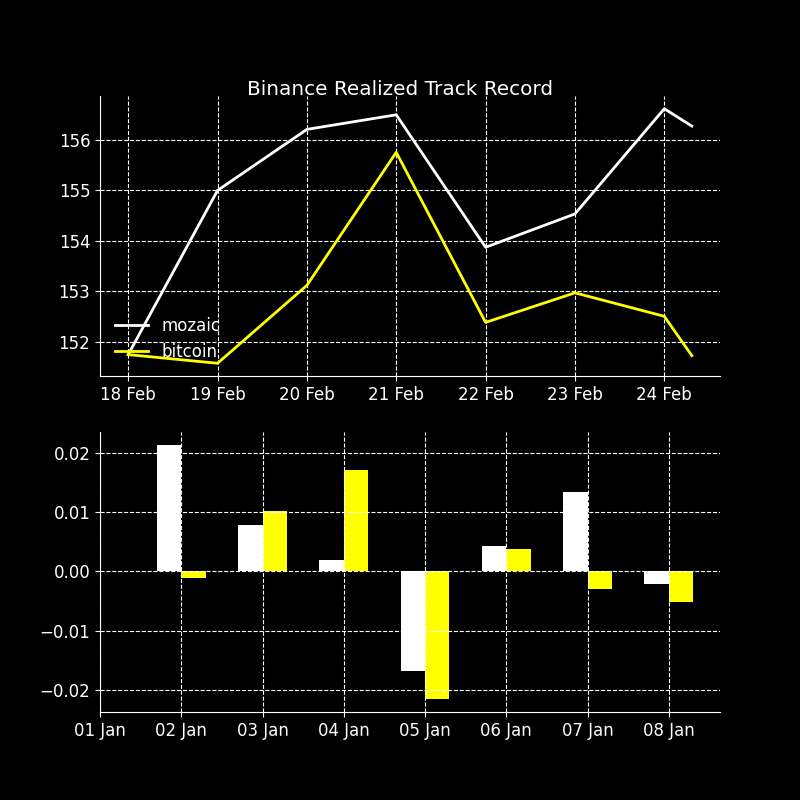 Binance Realized Track Record
156
155
154
153
152
mozaic
bitcoin
18 Feb 19 Feb 20 Feb 21 Feb 22 Feb 23 Feb 24 Feb
0.02
0.01
0.00
−0.01
−0.02
01 Jan 02 Jan 03 Jan 04 Jan 05 Jan 06 Jan 07 Jan 08 Jan